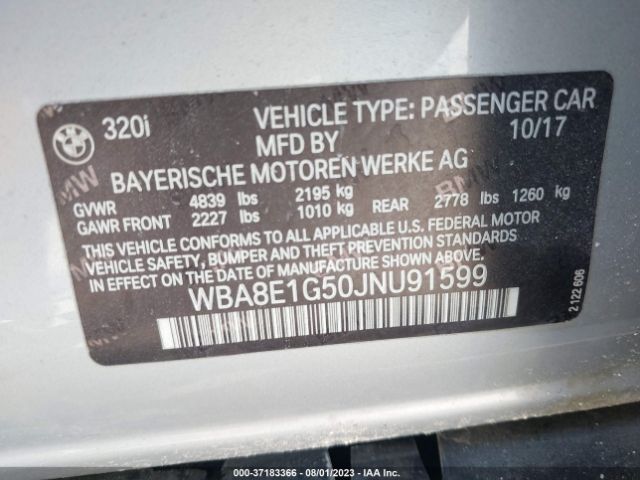 BMW 320i VEHICLE TYPE: PASSENGER CAR
MFD BY 10/17
BAYERISCHE MOTOREN WERKE AG
GVWR 4839 lbs 2195 kg
GAWR FRONT 2227 lbs 1010 kg REAR 2778 lbs 1260 kg
THIS VEHICLE CONFORMS TO ALL APPLICABLE U.S. FEDERAL MOTOR
VEHICLE SAFETY, BUMPER AND THEFT PREVENTION STANDARDS
IN EFFECT ON THE DATE OF MANUFACTURE SHOWN ABOVE.
WBA8E1G50JNU91599
2 122 606
000-37183366 - 08/01/2023 - IAA Inc.